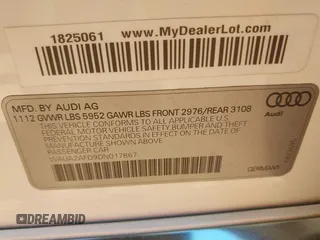 1825061
www.MyDealerLot.com
MFD. BY AUDI AG
1112 GVWR LBS 5952 GAWR LBS FRONT 2976/REAR 3108
THIS VEHICLE CONFORMS TO ALL APPLICABLE
FEDERAL MOTOR VEHICLE SAFETY BUMPER AND THEFT
PREVENTION STANDARDS IN EFFECT ON THE
DATE OF MANUFACTURE SHOWN ABOVE.
PASSENGER CAR
WAUA2AFD9DN017867
Audi
GERMANY
DREAMBID